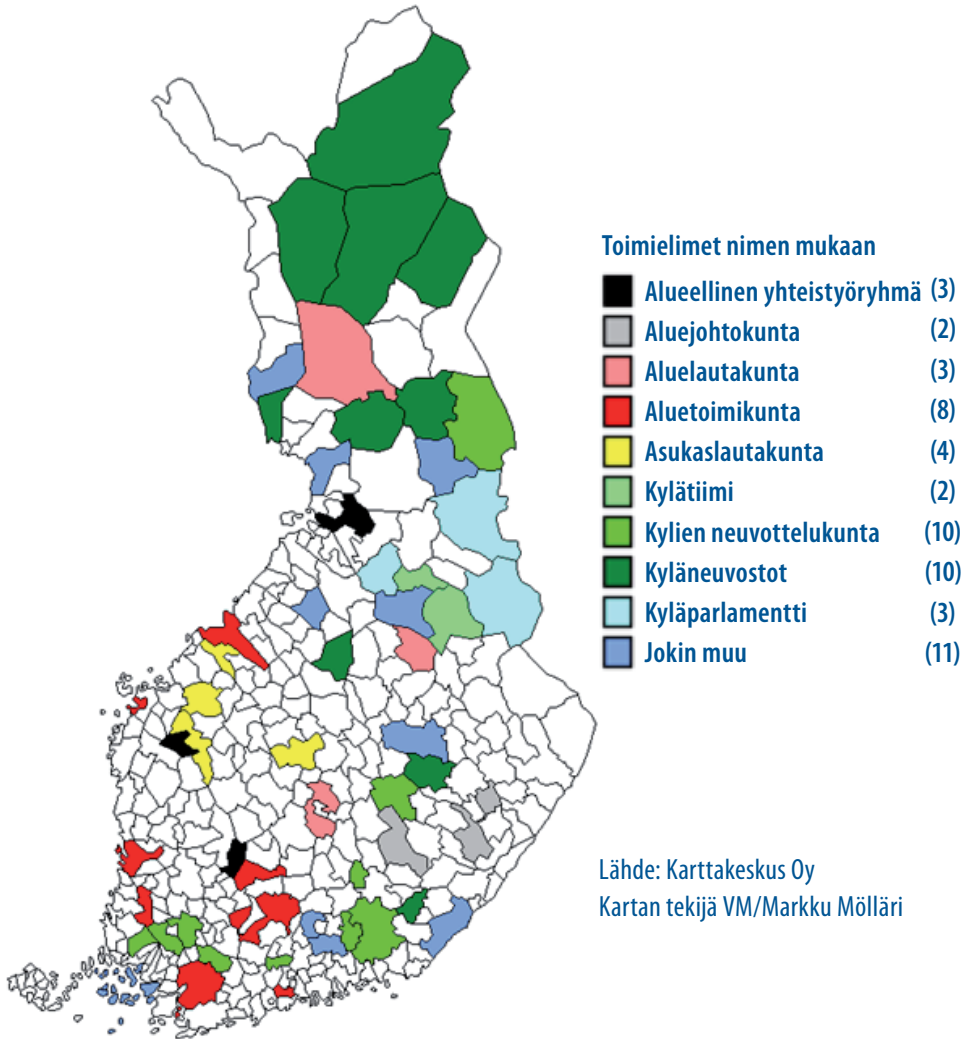 Toimielimet nimen mukaan
Alueellinen yhteistyöryhmä (3)
Aluejohtokunta (2)
Aluelautakunta (3)
Aluetoimikunta (8)
Asukaslautakunta (4)
Kylätiimi (2)
Kylien neuvottelukunta (10)
Kyläneuvostot (10)
Kyläparlamentti (3)
Jokin muu (11)
Lähde: Karttakeskus Oy
Kartan tekijä VM/Markku Mölläri